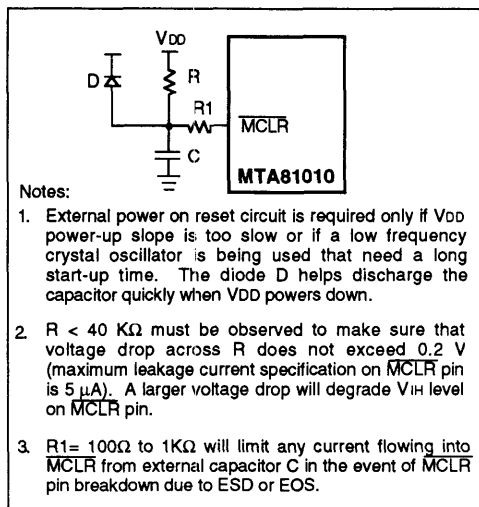 VDD
D
R
R1
MCLR
C
MTA81010
Notes:
1. External power on reset circuit is required only if VDD
power-up slope is too slow or if a low frequency
crystal oscillator is being used that need a long
start-up time. The diode D helps discharge the
capacitor quickly when VDD powers down.
2. R < 40 KΩ must be observed to make sure that
voltage drop across R does not exceed 0.2 V
(maximum leakage current specification on MCLR pin
is 5 µA). A larger voltage drop will degrade VIH level
on MCLR pin.
3. R1= 100Ω to 1KΩ will limit any current flowing into
MCLR from external capacitor C in the event of MCLR
pin breakdown due to ESD or EOS.